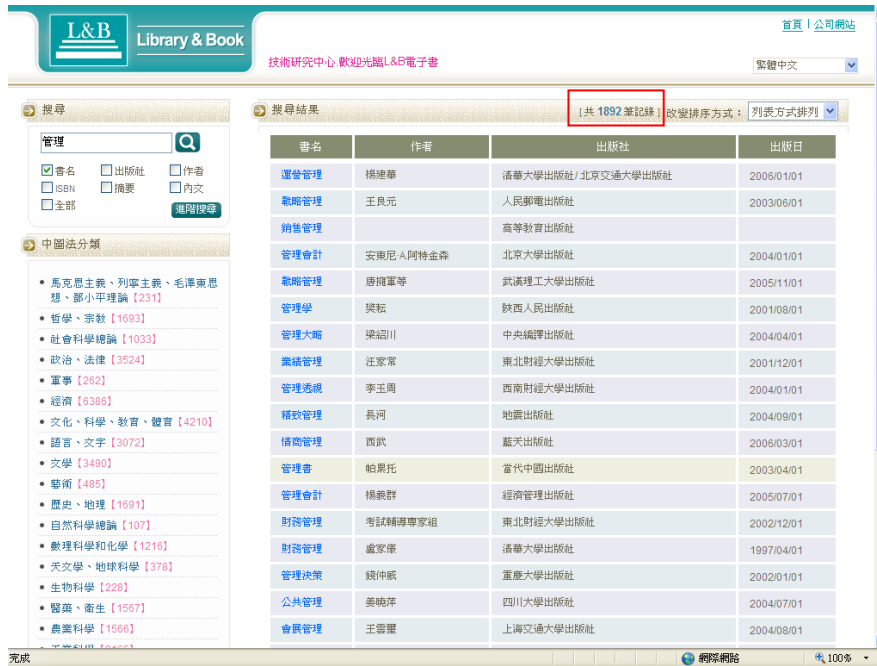 L&B
Library & Book
首頁 | 公司網站
技術研究中心,歡迎光臨L&B電子書
繁體中文
搜尋
管理
書名 出版社 作者
ISBN 摘要 內文
全部
進階搜尋
中圖法分類
馬克思主義、列寧主義、毛澤東思
想、鄧小平理論【231】
哲學、宗教【1693】
社會科學總論【1033】
政治、法律【3524】
軍事【262】
經濟【6386】
文化、科學、教育、體育【4210】
語言、文字【3072】
文學【3490】
藝術【485】
歷史、地理【1691】
自然科學總論【107】
數理科學和化學【1216】
天文學、地球科學【378】
生物科學【228】
醫藥、衛生【1567】
農業科學【1566】
搜尋結果
[共 1892 筆記錄] 改變排序方式： 列表方式排列
書名 作者 出版社 出版日
運營管理 楊建華 清華大學出版社/北京交通大學出版社 2006/01/01
戰略管理 王良元 人民郵電出版社 2003/06/01
銷售管理 高等教育出版社
管理會計 安東尼·A.阿特金森 北京大學出版社 2004/01/01
戰略管理 唐擁軍等 武漢理工大學出版社 2005/11/01
管理學 樊耘 陝西人民出版社 2001/08/01
管理大略 梁紹川 中央編譯出版社 2004/04/01
業績管理 汪家常 東北財經大學出版社 2001/12/01
管理透視 李玉周 西南財經大學出版社 2004/01/01
精致管理 長河 地震出版社 2004/09/01
情商管理 西武 藍天出版社 2006/03/01
管理書 帕累托 當代中國出版社 2003/04/01
管理會計 楊義群 經濟管理出版社 2005/07/01
財務管理 考試輔導專家組 東北財經大學出版社 2002/12/01
財務管理 盧家儀 清華大學出版社 1997/04/01
管理決策 錢仲威 重慶大學出版社 2002/01/01
公共管理 姜曉萍 四川大學出版社 2004/07/01
會展管理 王雲璽 上海交通大學出版社 2004/08/01
完成
網際網路
100%